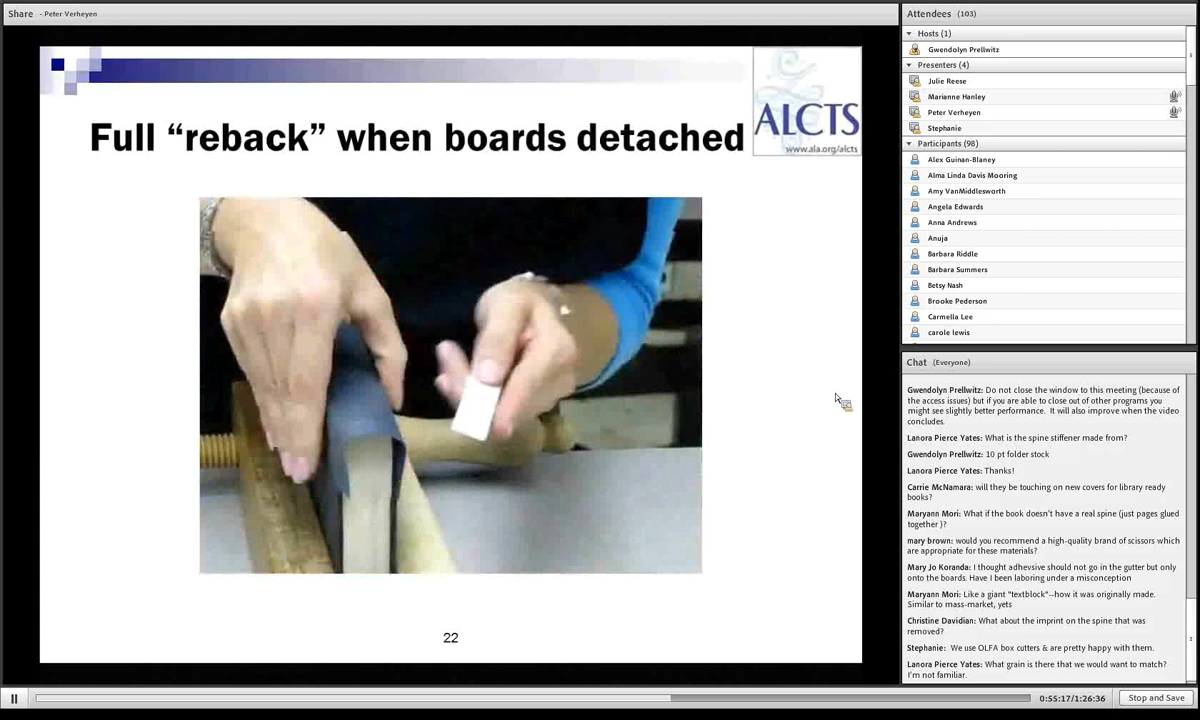 Share - Peter Verheyen
Full “reback” when boards detached
ALCTS
www.ala.org/alcts
22
Attendees (103)
Hosts (1)
Gwendolyn Prellwitz
Presenters (4)
Julie Reese
Marianne Hanley
Peter Verheyen
Stephanie
Participants (98)
Alex Guinan-Blaney
Alma Linda Davis Mooring
Amy VanMiddlesworth
Angela Edwards
Anna Andrews
Anuja
Barbara Riddle
Barbara Summers
Betsy Nash
Brooke Pederson
Carmella Lee
carole lewis
Chat (Everyone)
Gwendolyn Prellwitz: Do not close the window to this meeting (because of
the access issues) but if you are able to close out of other programs you
might see slightly better performance. It will also improve when the video
concludes.
Lanora Pierce Yates: What is the spine stiffener made from?
Gwendolyn Prellwitz: 10 pt folder stock
Lanora Pierce Yates: Thanks!
Carrie McNamara: will they be touching on new covers for library ready
books?
Maryann Mori: What if the book doesn't have a real spine (just pages glued
together )?
mary brown: would you recommend a high-quality brand of scissors which
are appropriate for these materials?
Mary Jo Koranda: I thought adhevsive should not go in the gutter but only
onto the boards. Have I been laboring under a misconception
Maryann Mori: Like a giant "textblock"--how it was originally made.
Similar to mass-market, yets
Christine Davidian: What about the imprint on the spine that was
removed?
Stephanie: We use OLFA box cutters & are pretty happy with them.
Lanora Pierce Yates: What grain is there that we would want to match?
I'm not familiar.
0:55:17/1:26:36
Stop and Save